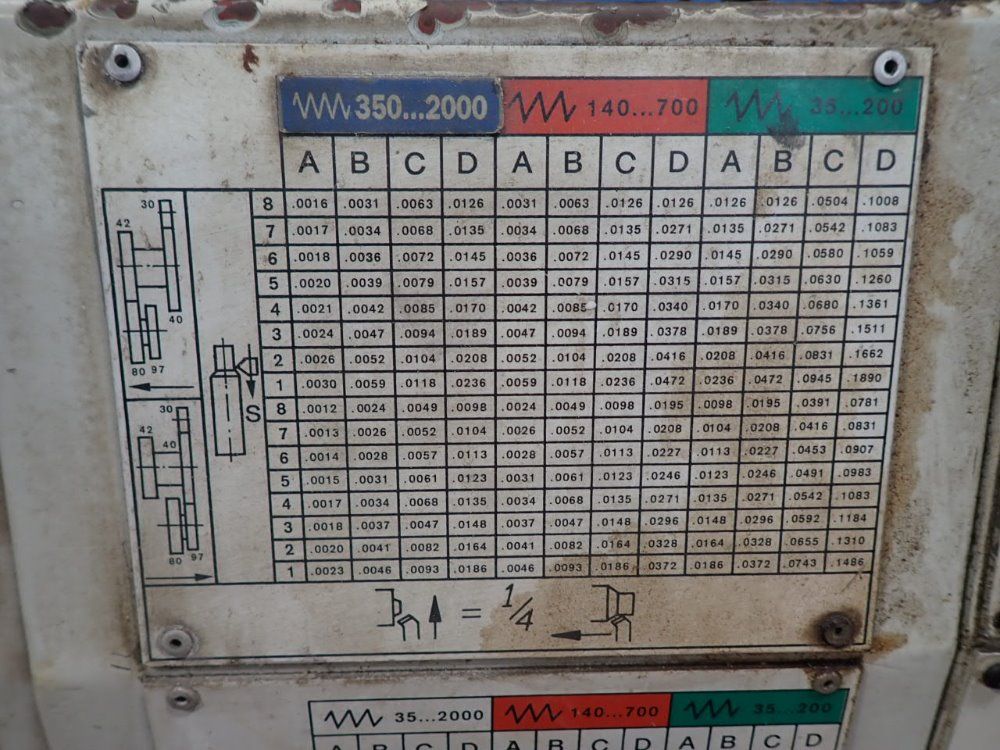 350...2000 140...700 35...200
A B C D A B C D A B C D
8 .0016 .0031 .0063 .0126 .0031 .0063 .0126 .0126 .0126 .0126 .0504 .1008
7 .0017 .0034 .0068 .0135 .0034 .0068 .0135 .0271 .0135 .0271 .0542 .1083
6 .0018 .0036 .0072 .0145 .0036 .0072 .0145 .0290 .0145 .0290 .0580 .1059
5 .0020 .0039 .0079 .0157 .0039 .0079 .0157 .0315 .0157 .0315 .0630 .1260
4 .0021 .0042 .0085 .0170 .0042 .0085 .0170 .0340 .0170 .0340 .0680 .1361
3 .0024 .0047 .0094 .0189 .0047 .0094 .0189 .0378 .0189 .0378 .0756 .1511
2 .0026 .0052 .0104 .0208 .0052 .0104 .0208 .0416 .0208 .0416 .0831 .1662
1 .0030 .0059 .0118 .0236 .0059 .0118 .0236 .0472 .0236 .0472 .0945 .1890
8 .0012 .0024 .0049 .0098 .0024 .0049 .0098 .0195 .0098 .0195 .0391 .0781
7 .0013 .0026 .0052 .0104 .0026 .0052 .0104 .0208 .0104 .0208 .0416 .0831
6 .0014 .0028 .0057 .0113 .0028 .0057 .0113 .0227 .0113 .0227 .0453 .0907
5 .0015 .0031 .0061 .0123 .0031 .0061 .0123 .0246 .0123 .0246 .0491 .0983
4 .0017 .0034 .0068 .0135 .0034 .0068 .0135 .0271 .0135 .0271 .0542 .1083
3 .0018 .0037 .0047 .0148 .0037 .0047 .0148 .0296 .0148 .0296 .0592 .1184
2 .0020 .0041 .0082 .0164 .0041 .0082 .0164 .0328 .0164 .0328 .0655 .1310
1 .0023 .0046 .0093 .0186 .0046 .0093 .0186 .0372 .0186 .0372 .0743 .1486
30
42
40
80 97
S
30
42
40
80 97
= 1/4
35...2000 140...700 35...200
A B C D A B C D A B C D